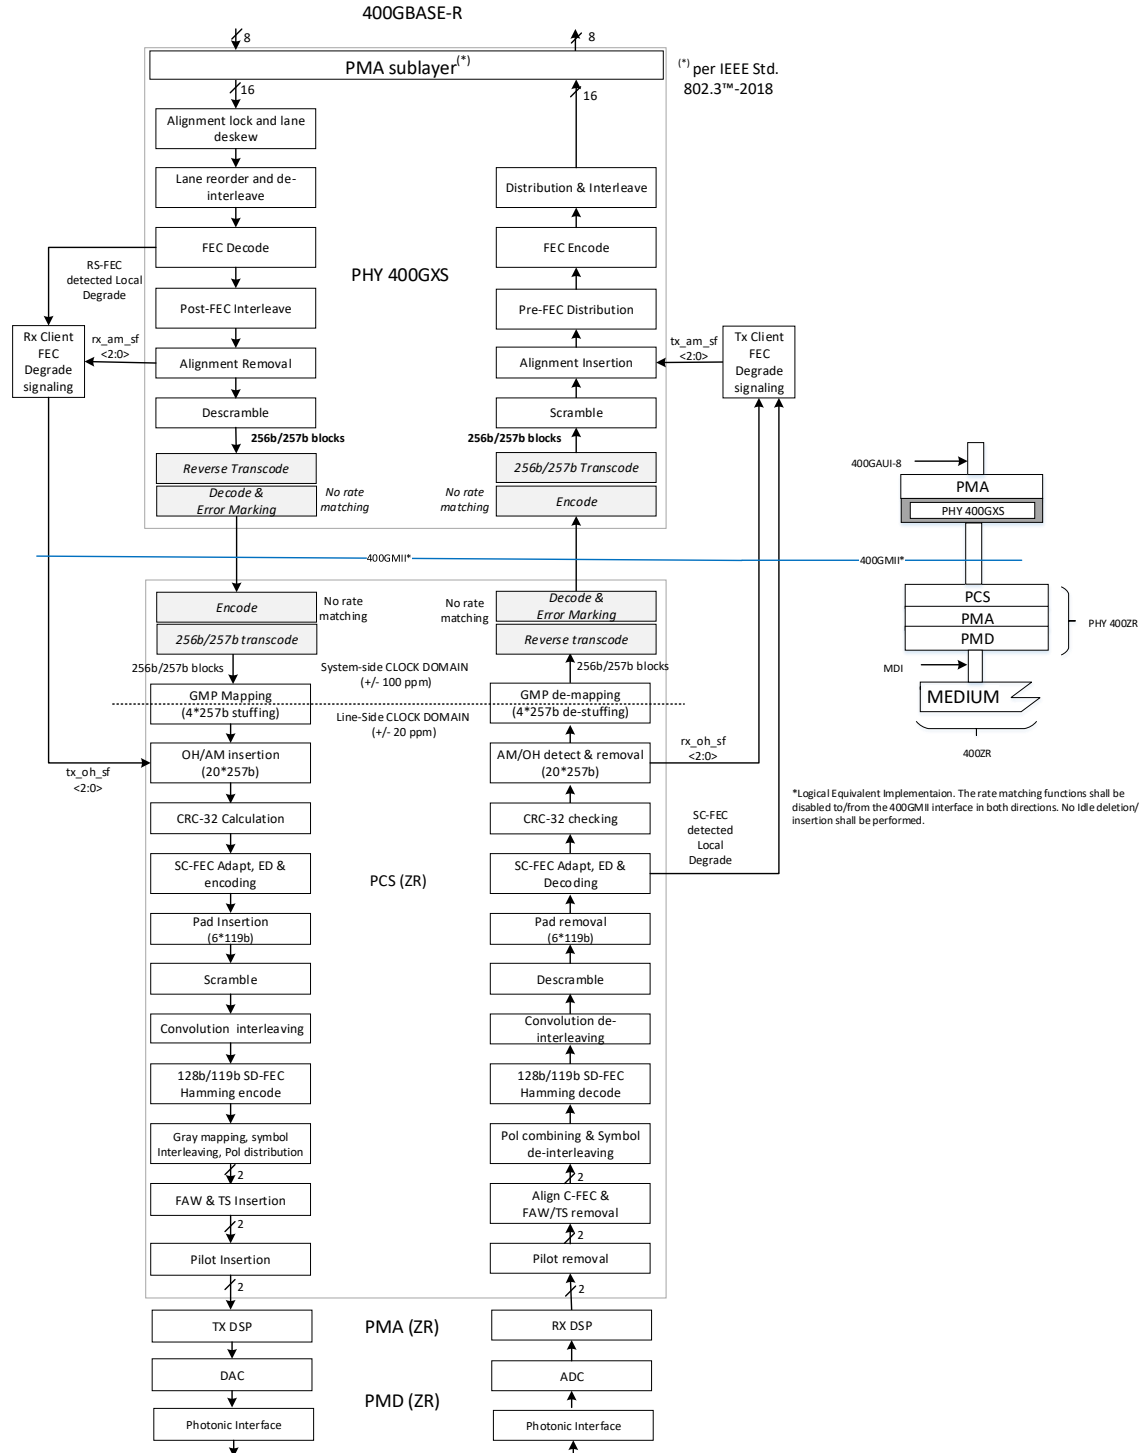 400GBASE-R
8
8
PMA sublayer(*)
(*) per IEEE Std.
802.3™-2018
16
16
Alignment lock and lane
deskew
Lane reorder and de-
interleave
Distribution & Interleave
FEC Decode
FEC Encode
RS-FEC
detected Local
Degrade
PHY 400GXS
Post-FEC Interleave
Pre-FEC Distribution
Rx Client
FEC
Degrade
signaling
rx_am_sf
<2:0>
Alignment Removal
Alignment Insertion
tx_am_sf
<2:0>
Tx Client
FEC
Degrade
signaling
Descramble
Scramble
256b/257b blocks
256b/257b blocks
Reverse Transcode
256b/257b Transcode
Decode &
Error Marking
No rate
matching
No rate
matching
Encode
400GAUI-8
PMA
PHY 400GXS
400GMII*
400GMII*
Encode
No rate
matching
No rate
matching
Decode &
Error Marking
256b/257b transcode
Reverse transcode
PCS
PMA
PMD
PHY 400ZR
MDI
MEDIUM
400ZR
256b/257b blocks
System-side CLOCK DOMAIN
(+/- 100 ppm)
256b/257b blocks
GMP Mapping
(4*257b stuffing)
GMP de-mapping
(4*257b de-stuffing)
Line-Side CLOCK DOMAIN
(+/- 20 ppm)
tx_oh_sf
<2:0>
OH/AM insertion
(20*257b)
AM/OH detect & removal
(20*257b)
rx_oh_sf
<2:0>
*Logical Equivalent Implementaion. The rate matching functions shall be
disabled to/from the 400GMII interface in both directions. No Idle deletion/
insertion shall be performed.
CRC-32 Calculation
CRC-32 checking
SC-FEC
detected
Local
Degrade
SC-FEC Adapt, ED &
encoding
PCS (ZR)
SC-FEC Adapt, ED &
Decoding
Pad Insertion
(6*119b)
Pad removal
(6*119b)
Scramble
Descramble
Convolution interleaving
Convolution de-
interleaving
128b/119b SD-FEC
Hamming encode
128b/119b SD-FEC
Hamming decode
Gray mapping, symbol
Interleaving, Pol distribution
Pol combining & Symbol
de-interleaving
2
2
FAW & TS Insertion
Align C-FEC &
FAW/TS removal
2
2
Pilot Insertion
Pilot removal
2
2
TX DSP
PMA (ZR)
RX DSP
DAC
ADC
PMD (ZR)
Photonic Interface
Photonic Interface